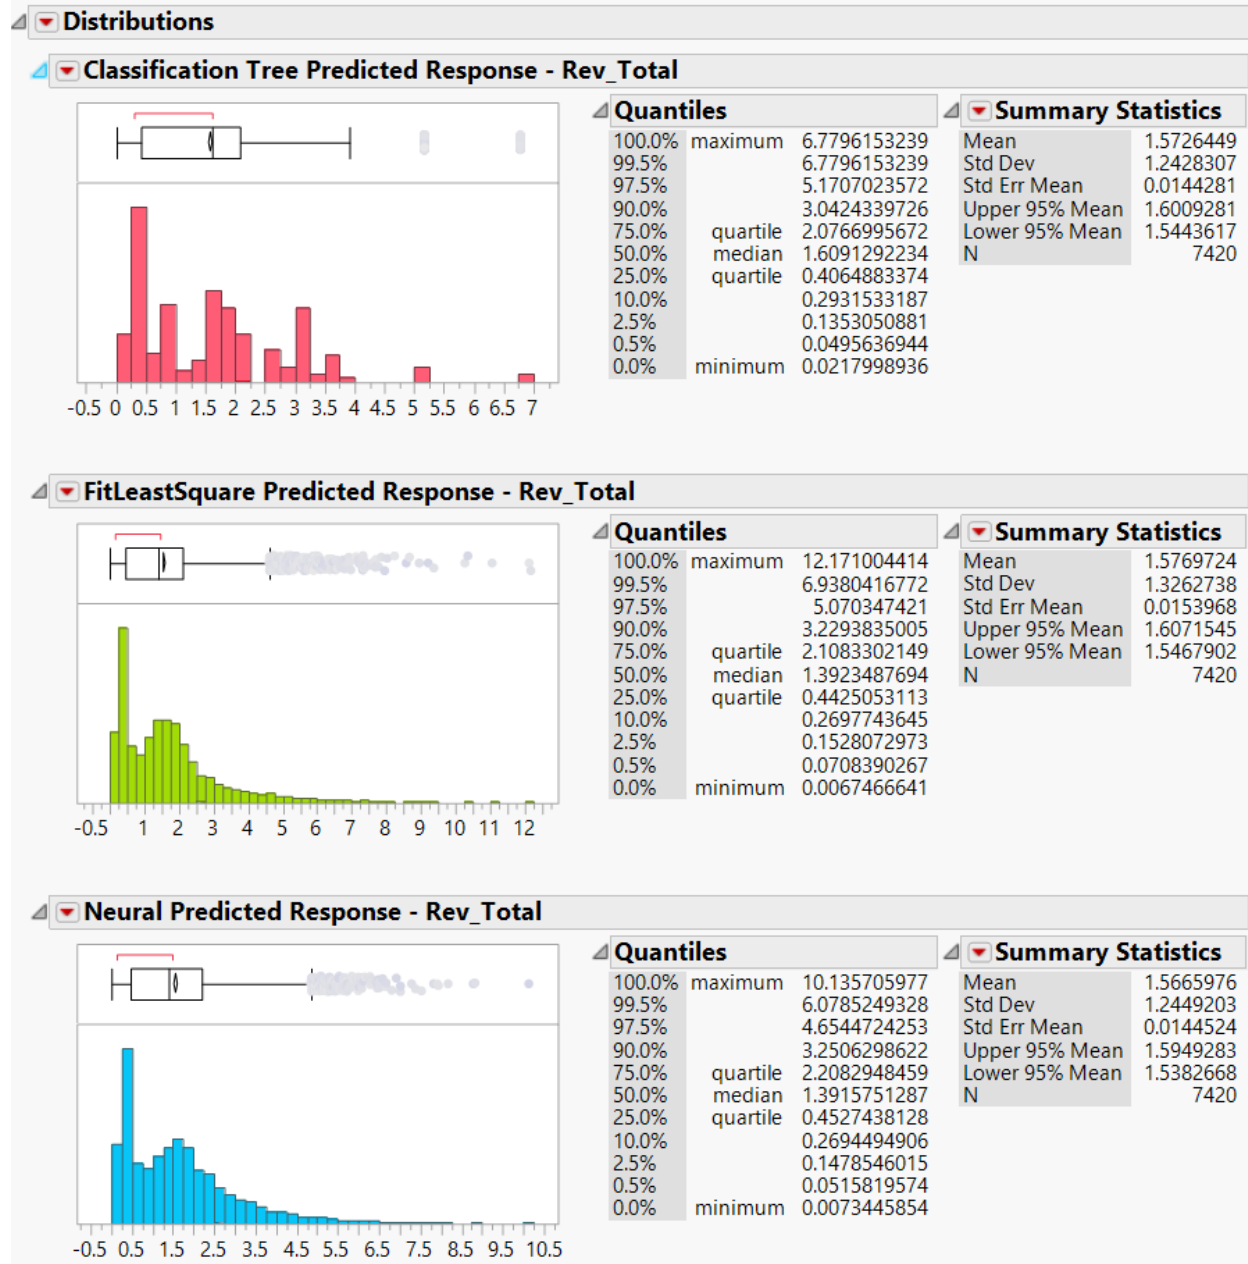 Distributions
Classification Tree Predicted Response - Rev_Total
Quantiles
100.0% maximum 6.7796153239
99.5% 6.7796153239
97.5% 5.1707023572
90.0% 3.0424339726
75.0% quartile 2.0766995672
50.0% median 1.6091292234
25.0% quartile 0.4064883374
10.0% 0.2931533187
2.5% 0.1353050881
0.5% 0.0495636944
0.0% minimum 0.0217998936
Summary Statistics
Mean 1.5726449
Std Dev 1.2428307
Std Err Mean 0.0144281
Upper 95% Mean 1.6009281
Lower 95% Mean 1.5443617
N 7420
-0.5 0 0.5 1 1.5 2 2.5 3 3.5 4 4.5 5 5.5 6 6.5 7
FitLeastSquare Predicted Response - Rev_Total
Quantiles
100.0% maximum 12.171004414
99.5% 6.9380416772
97.5% 5.070347421
90.0% 3.2293835005
75.0% quartile 2.1083302149
50.0% median 1.3923487694
25.0% quartile 0.4425053113
10.0% 0.2697743645
2.5% 0.1528072973
0.5% 0.0708390267
0.0% minimum 0.0067466641
Summary Statistics
Mean 1.5769724
Std Dev 1.3262738
Std Err Mean 0.0153968
Upper 95% Mean 1.6071545
Lower 95% Mean 1.5467902
N 7420
-0.5 1 2 3 4 5 6 7 8 9 10 11 12
Neural Predicted Response - Rev_Total
Quantiles
100.0% maximum 10.135705977
99.5% 6.0785249328
97.5% 4.6544724253
90.0% 3.2506298622
75.0% quartile 2.2082948459
50.0% median 1.3915751287
25.0% quartile 0.4527438128
10.0% 0.2694494906
2.5% 0.1478546015
0.5% 0.0515819574
0.0% minimum 0.0073445854
Summary Statistics
Mean 1.5665976
Std Dev 1.2449203
Std Err Mean 0.0144524
Upper 95% Mean 1.5949283
Lower 95% Mean 1.5382668
N 7420
-0.5 0.5 1.5 2.5 3.5 4.5 5.5 6.5 7.5 8.5 9.5 10.5